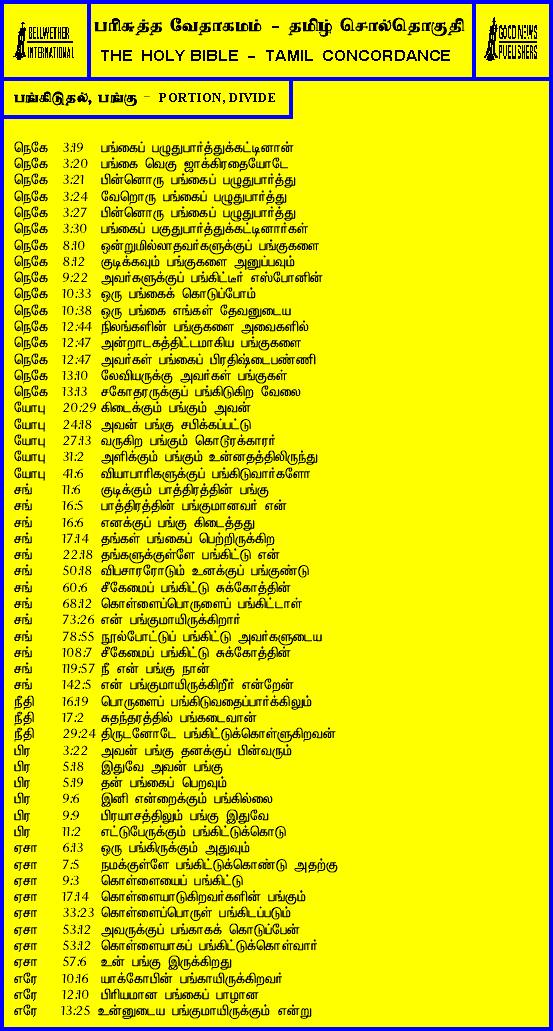 BELLWETHER
INTERNATIONAL
பரிசுத்த வேதாகமம் - தமிழ் சொல்தொகுதி
THE HOLY BIBLE - TAMIL CONCORDANCE
GOOD NEWS
PUBLISHERS
பங்கிடுதல், பங்கு - PORTION, DIVIDE
நெகே 3:19 பங்கைப் பழுதுபார்த்துக்கட்டினான்
நெகே 3:20 பங்கை வெகு ஜாக்கிரதையோடே
நெகே 3:21 பின்னொரு பங்கைப் பழுதுபார்த்து
நெகே 3:24 வேறொரு பங்கைப் பழுதுபார்த்து
நெகே 3:27 பின்னொரு பங்கைப் பழுதுபார்த்து
நெகே 3:30 பங்கைப் பகுதுபார்த்துக்கட்டினார்கள்
நெகே 8:10 ஒன்றுமில்லாதவர்களுக்குப் பங்குகளை
நெகே 8:12 குடிக்கவும் பங்குகளை அனுப்பவும்
நெகே 9:22 அவர்களுக்குப் பங்கிட்டீர் எஸ்போனின்
நெகே 10:33 ஒரு பங்கைக் கொடுப்போம்
நெகே 10:38 ஒரு பங்கை எங்கள் தேவனுடைய
நெகே 12:44 நிலங்களின் பங்குகளை அவைகளில்
நெகே 12:47 அன்றாடகத்திட்டமாகிய பங்குகளை
நெகே 12:47 அவர்கள் பங்கைப் பிரதிஷ்டைபண்ணி
நெகே 13:10 லேவியருக்கு அவர்கள் பங்குகள்
நெகே 13:13 சகோதரருக்குப் பங்கிடுகிற வேலை
யோபு 20:29 கிடைக்கும் பங்கும் அவன்
யோபு 24:18 அவன் பங்கு சபிக்கப்பட்டு
யோபு 27:13 வருகிற பங்கும் கொடூரக்காரர்
யோபு 31:2 அளிக்கும் பங்கும் உன்னதத்திலிருந்து
யோபு 41:6 வியாபாரிகளுக்குப் பங்கிடுவார்களோ
சங் 11:6 குடிக்கும் பாத்திரத்தின் பங்கு
சங் 16:5 பாத்திரத்தின் பங்குமானவர் என்
சங் 16:6 எனக்குப் பங்கு கிடைத்தது
சங் 17:14 தங்கள் பங்கைப் பெற்றிருக்கிற
சங் 22:18 தங்களுக்குள்ளே பங்கிட்டு என்
சங் 50:18 விபசாரரோடும் உனக்குப் பங்குண்டு
சங் 60:6 சீகேமைப் பங்கிட்டு சுக்கோத்தின்
சங் 68:12 கொள்ளைப்பொருளைப் பங்கிட்டாள்
சங் 73:26 என் பங்குமாயிருக்கிறார்
சங் 78:55 நூல்போட்டுப் பங்கிட்டு அவர்களுடைய
சங் 108:7 சீகேமைப் பங்கிட்டு சுக்கோத்தின்
சங் 119:57 நீ என் பங்கு நான்
சங் 142:5 என் பங்குமாயிருக்கிறீர் என்றேன்
நீதி 16:19 பொருளைப் பங்கிடுவதைப்பார்க்கிலும்
நீதி 17:2 சுதந்தரத்தில் பங்கடைவான்
நீதி 29:24 திருடனோடே பங்கிட்டுக்கொள்ளுகிறவன்
பிர 3:22 அவன் பங்கு தனக்குப் பின்வரும்
பிர 5:18 இதுவே அவன் பங்கு
பிர 5:19 தன் பங்கைப் பெறவும்
பிர 9:6 இனி என்றைக்கும் பங்கில்லை
பிர 9:9 பிரயாசத்திலும் பங்கு இதுவே
பிர 11:2 எட்டுபேருக்கும் பங்கிட்டுக்கொடு
ஏசா 6:13 ஒரு பங்கிருக்கும் அதுவும்
ஏசா 7:5 நமக்குள்ளே பங்கிட்டுக்கொண்டு அதற்கு
ஏசா 9:3 கொள்ளையைப் பங்கிட்டு
ஏசா 17:14 கொள்ளையாடுகிறவர்களின் பங்கும்
ஏசா 33:23 கொள்ளைப்பொருள் பங்கிடப்படும்
ஏசா 53:12 அவருக்குப் பங்காகக் கொடுப்பேன்
ஏசா 53:12 கொள்ளையாகப் பங்கிட்டுக்கொள்வார்
ஏசா 57:6 உன் பங்கு இருக்கிறது
எரே 10:16 யாக்கோபின் பங்காயிருக்கிறவர்
எரே 12:10 பிரியமான பங்கைப் பாழான
எரே 13:25 உன்னுடைய பங்குமாயிருக்கும் என்று